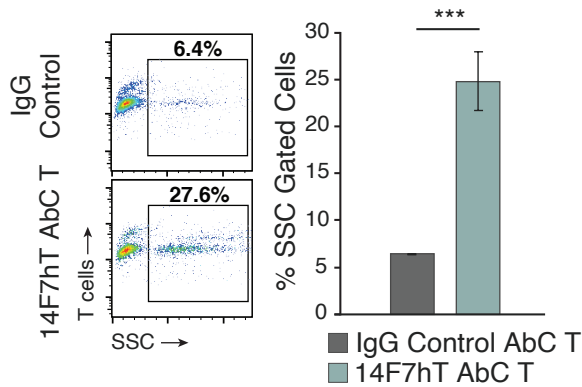 IgG
Control
6.4%
14F7hT AbC T
27.6%
T cells →
SSC →
% SSC Gated Cells
30
25
20
15
10
5
0
***
IgG Control AbC T
14F7hT AbC T